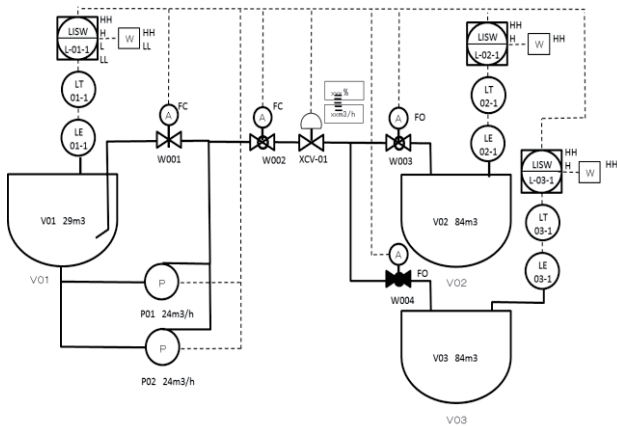 LISW
L-01-1
HH
H
L
LL
W
HH
LL
LT
01-1
LE
01-1
A
FC
W001
A
FC
W002
xxx %
xxm3/h
XCV-01
A
FO
W003
LISW
L-02-1
HH
H
W
HH
LT
02-1
LE
02-1
LISW
L-03-1
HH
H
W
HH
LT
03-1
LE
03-1
V01 29m3
V01
V02 84m3
V02
A
FO
W004
P
P01 24m3/h
P
P02 24m3/h
V03 84m3
V03